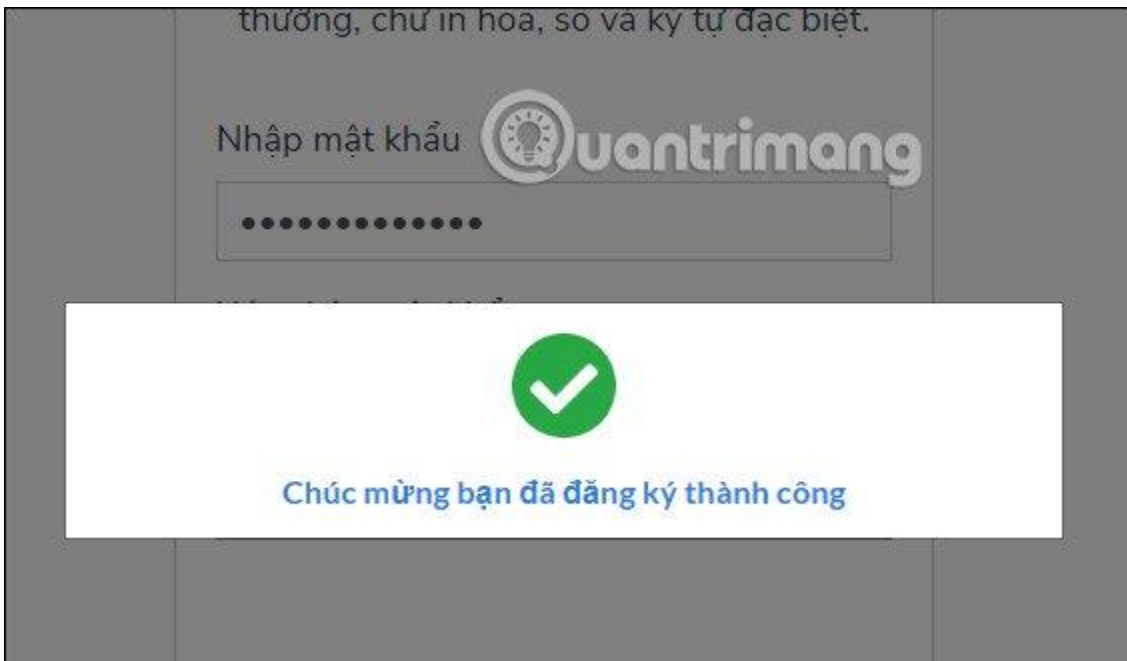 thường, chữ in hoa, số và ký tự đặc biệt.
Nhập mật khẩu
Quantrimang
•••••••••••••
Chúc mừng bạn đã đăng ký thành công